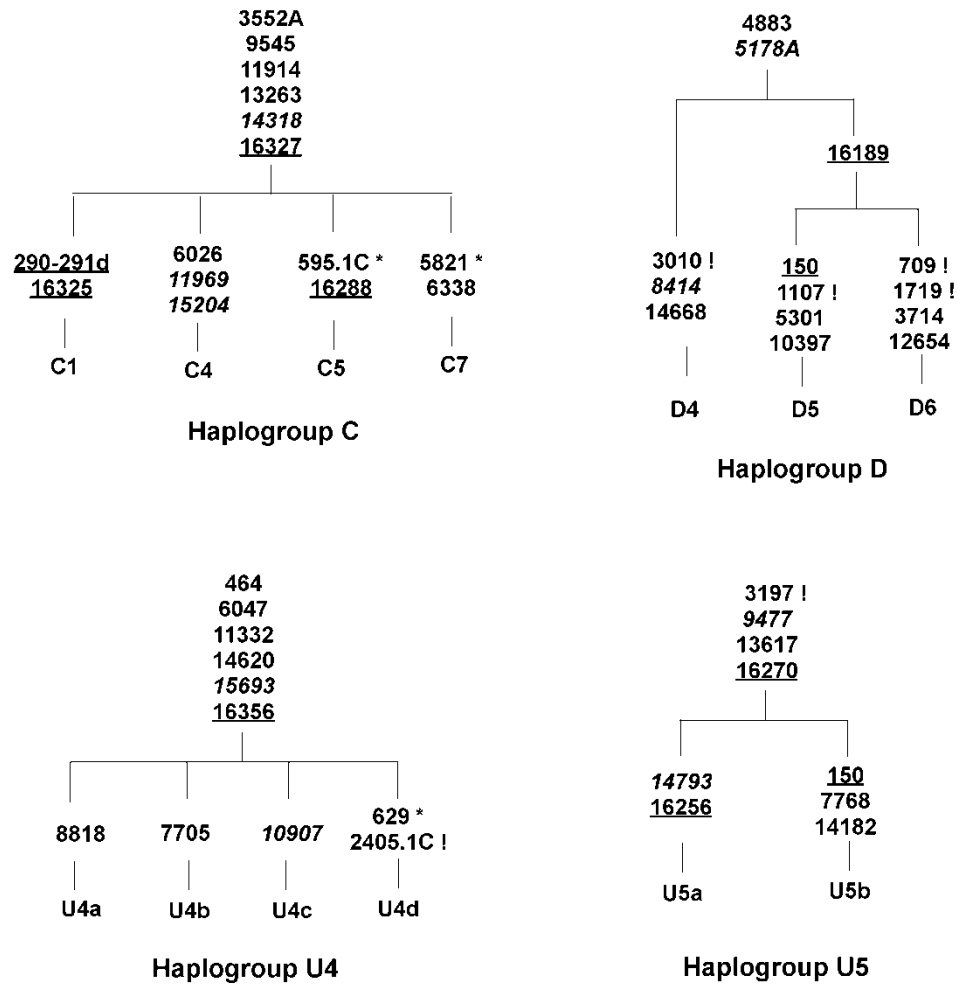 3552A
9545
11914
13263
14318
16327
290-291d
16325
C1
6026
11969
15204
C4
595.1C *
16288
C5
5821 *
6338
C7
Haplogroup C
4883
5178A
16189
3010 !
8414
14668
D4
150
1107 !
5301
10397
D5
709 !
1719 !
3714
12654
D6
Haplogroup D
464
6047
11332
14620
15693
16356
8818
U4a
7705
U4b
10907
U4c
629 *
2405.1C !
U4d
Haplogroup U4
3197 !
9477
13617
16270
14793
16256
U5a
150
7768
14182
U5b
Haplogroup U5